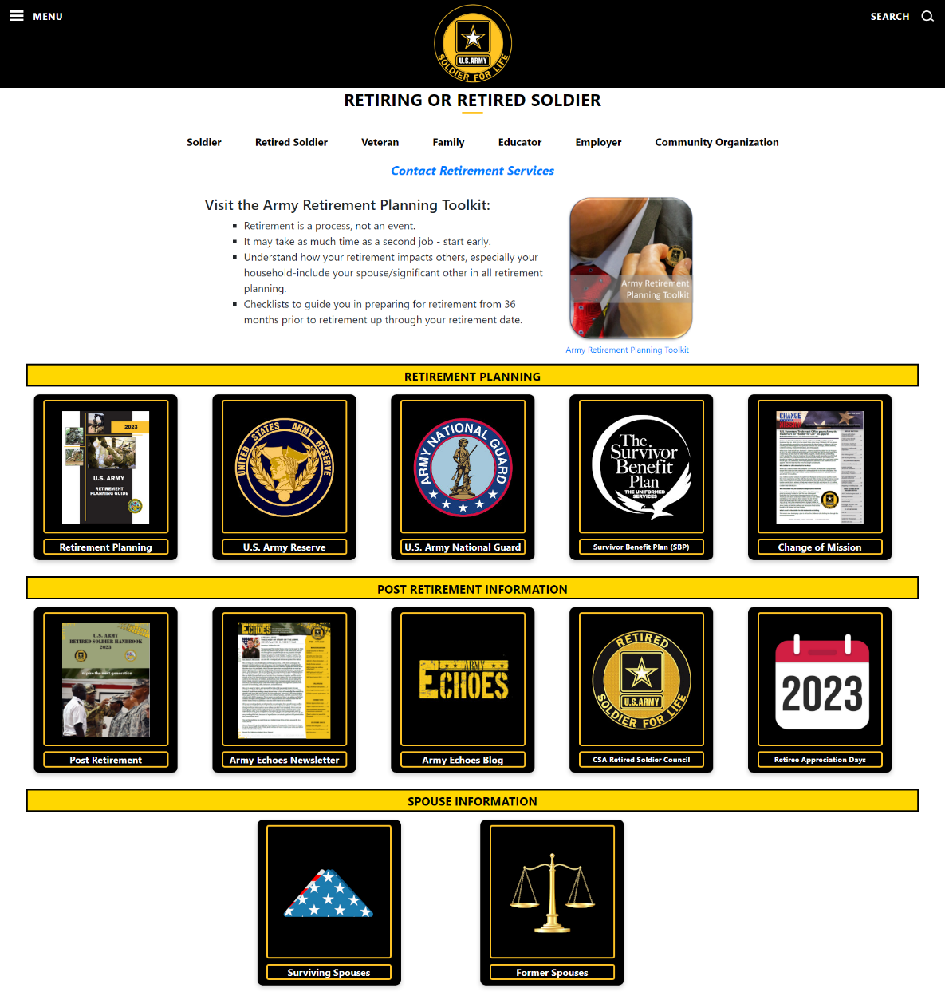 MENU
SEARCH
U.S.ARMY
SOLDIER FOR LIFE
RETIRING OR RETIRED SOLDIER
Soldier Retired Soldier Veteran Family Educator Employer Community Organization
Contact Retirement Services
Visit the Army Retirement Planning Toolkit:
Retirement is a process, not an event.
It may take as much time as a second job - start early.
Understand how your retirement impacts others, especially your
household-include your spouse/significant other in all retirement
planning.
Checklists to guide you in preparing for retirement from 36
months prior to retirement up through your retirement date.
Army Retirement
Planning Toolkit
Army Retirement Planning Toolkit
RETIREMENT PLANNING
2023
U.S. ARMY
RETIREMENT
PLANNING GUIDE
UNITED STATES ARMY RESERVE
ARMY NATIONAL GUARD
The
Survivor
Benefit
Plan
THE UNIFORMED
SERVICES
CHANGE
MISSION
Retirement Planning
U.S. Army Reserve
U.S. Army National Guard
Survivor Benefit Plan (SBP)
Change of Mission
POST RETIREMENT INFORMATION
U.S. ARMY
RETIRED SOLDIER HANDBOOK
2023
Inspire the next generation
ECHOES
ARMY
ECHOES
RETIRED
U.S.ARMY
SOLDIER FOR LIFE
2023
Post Retirement
Army Echoes Newsletter
Army Echoes Blog
CSA Retired Soldier Council
Retiree Appreciation Days
SPOUSE INFORMATION
Surviving Spouses
Former Spouses